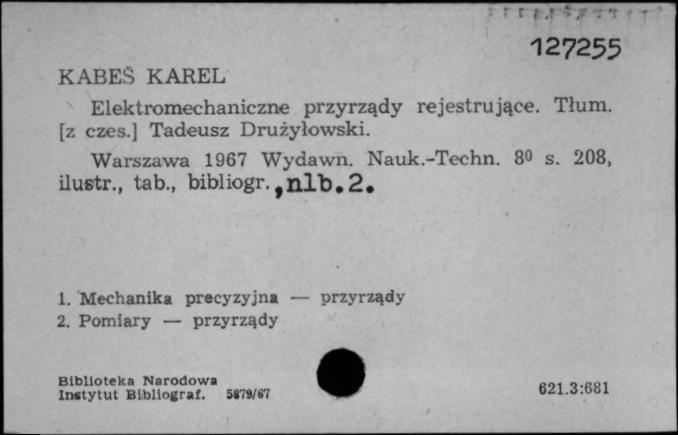 127255
KABEŠ KAREL
Elektromechaniczne przyrządy rejestrujące. Tłum.
[z czes.] Tadeusz Drużyłowski.
Warszawa 1967 Wydawn. Nauk.-Techn. 8⁰ s. 208,
ilustr., tab., bibliogr. ,nlb.2.
1. Mechanika precyzyjna — przyrządy
2. Pomiary — przyrządy
Biblioteka Narodowa
Instytut Bibliograf. 5879/67
621.3:681